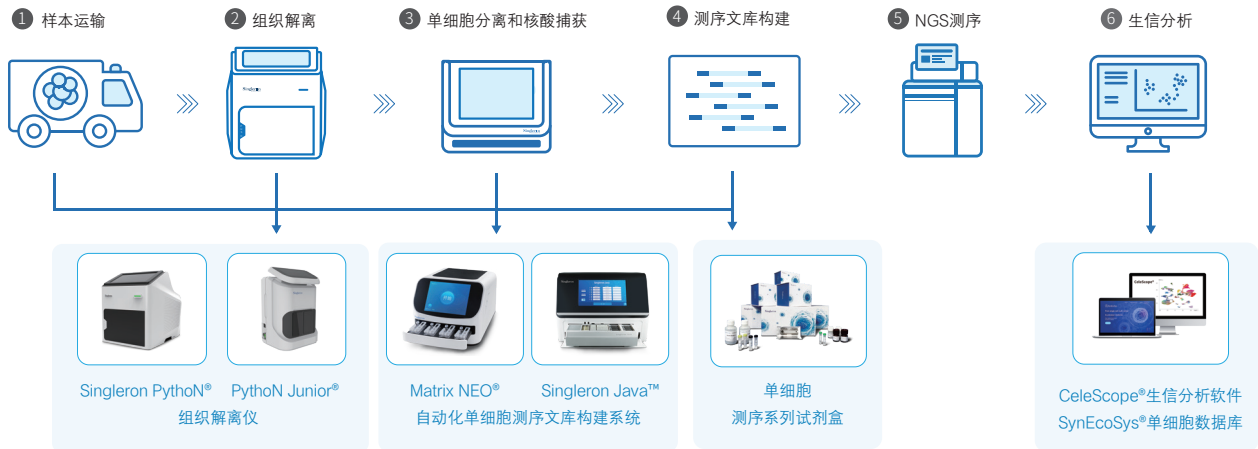 1 样本运输
2 组织解离
3 单细胞分离和核酸捕获
4 测序文库构建
5 NGS测序
6 生信分析
Singleron
Singleron
CeleScope®
Singleron PythoN®
PythoN Junior®
组织解离仪
Matrix NEO®
Singleron Java™
自动化单细胞测序文库构建系统
单细胞
测序系列试剂盒
CeleScope®生信分析软件
SynEcoSys®单细胞数据库